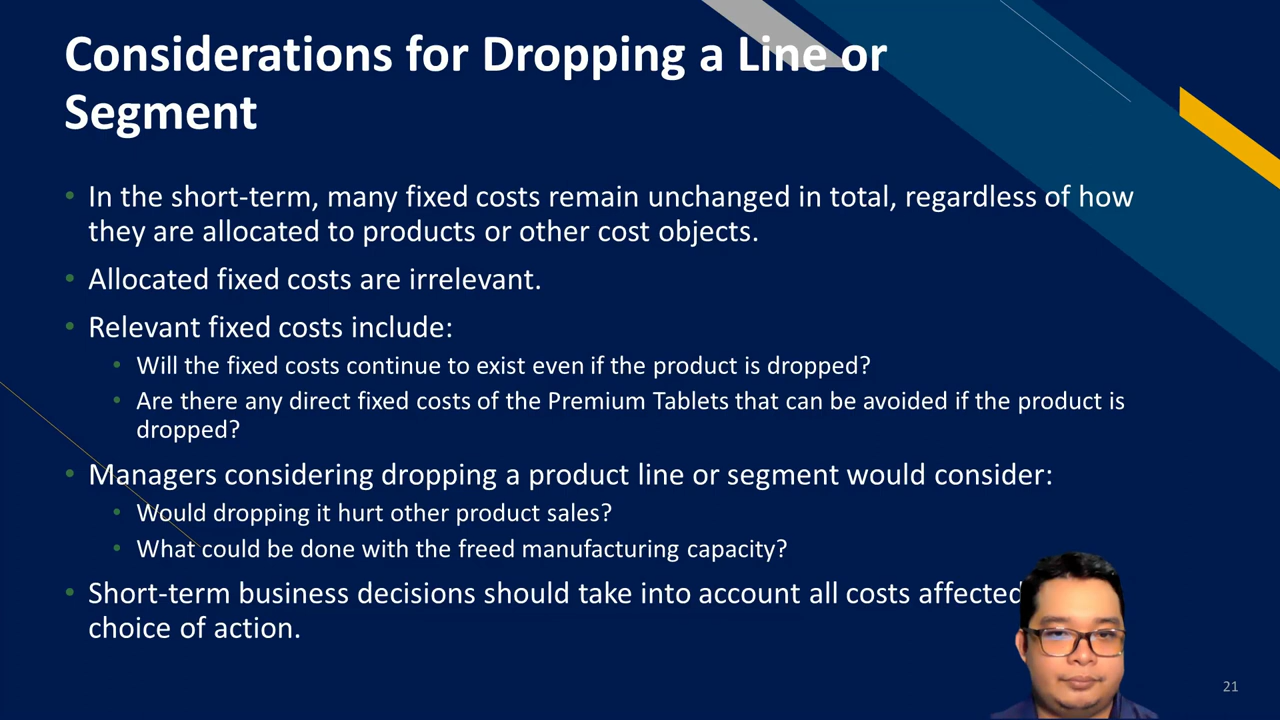 Considerations for Dropping a Line or
Segment
• In the short-term, many fixed costs remain unchanged in total, regardless of how
they are allocated to products or other cost objects.
• Allocated fixed costs are irrelevant.
• Relevant fixed costs include:
• Will the fixed costs continue to exist even if the product is dropped?
• Are there any direct fixed costs of the Premium Tablets that can be avoided if the product is
dropped?
• Managers considering dropping a product line or segment would consider:
• Would dropping it hurt other product sales?
• What could be done with the freed manufacturing capacity?
• Short-term business decisions should take into account all costs affected
choice of action.
21